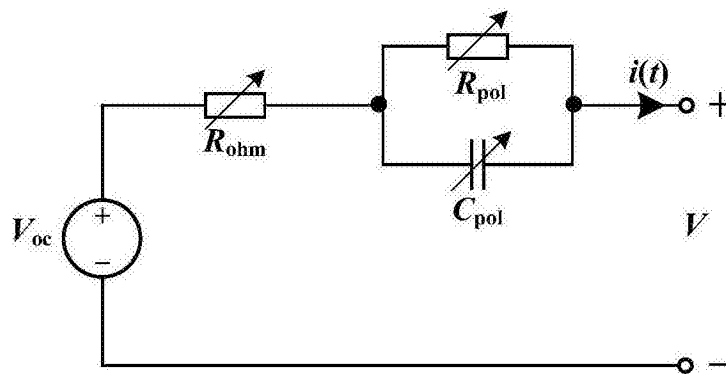 R_pol
i(t)
+
R_ohm
C_pol
V_oc
+
−
V
−